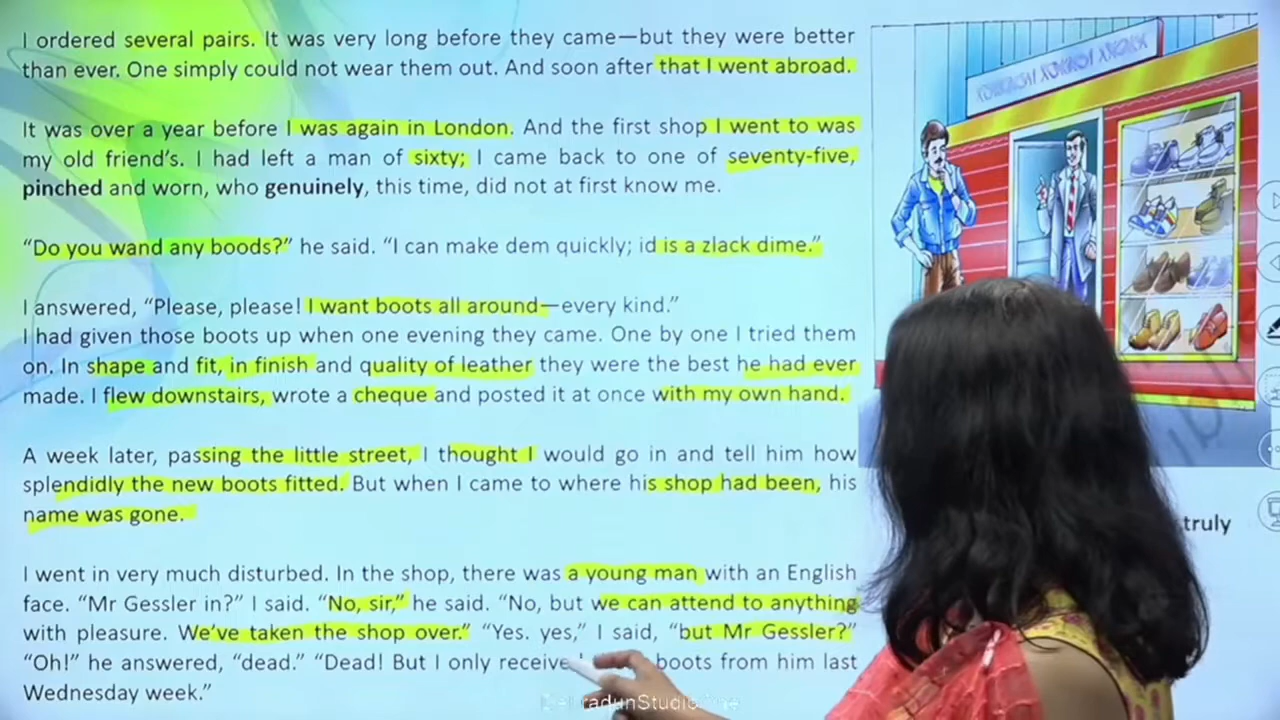 I ordered several pairs. It was very long before they came—but they were better
than ever. One simply could not wear them out. And soon after that I went abroad.
It was over a year before I was again in London. And the first shop I went to was
my old friend's. I had left a man of sixty; I came back to one of seventy-five,
pinched and worn, who genuinely, this time, did not at first know me.
“Do you wand any boods?” he said. “I can make dem quickly; id is a zlack dime.”
I answered, “Please, please! I want boots all around—every kind.”
I had given those boots up when one evening they came. One by one I tried them
on. In shape and fit, in finish and quality of leather they were the best he had ever
made. I flew downstairs, wrote a cheque and posted it at once with my own hand.
A week later, passing the little street, I thought I would go in and tell him how
splendidly the new boots fitted. But when I came to where his shop had been, his
name was gone.
truly
I went in very much disturbed. In the shop, there was a young man with an English
face. “Mr Gessler in?” I said. “No, sir,” he said. “No, but we can attend to anything
with pleasure. We've taken the shop over.” “Yes. yes,” I said, “but Mr Gessler?”
“Oh!” he answered, “dead.” “Dead! But I only receive boots from him last
Wednesday week.”